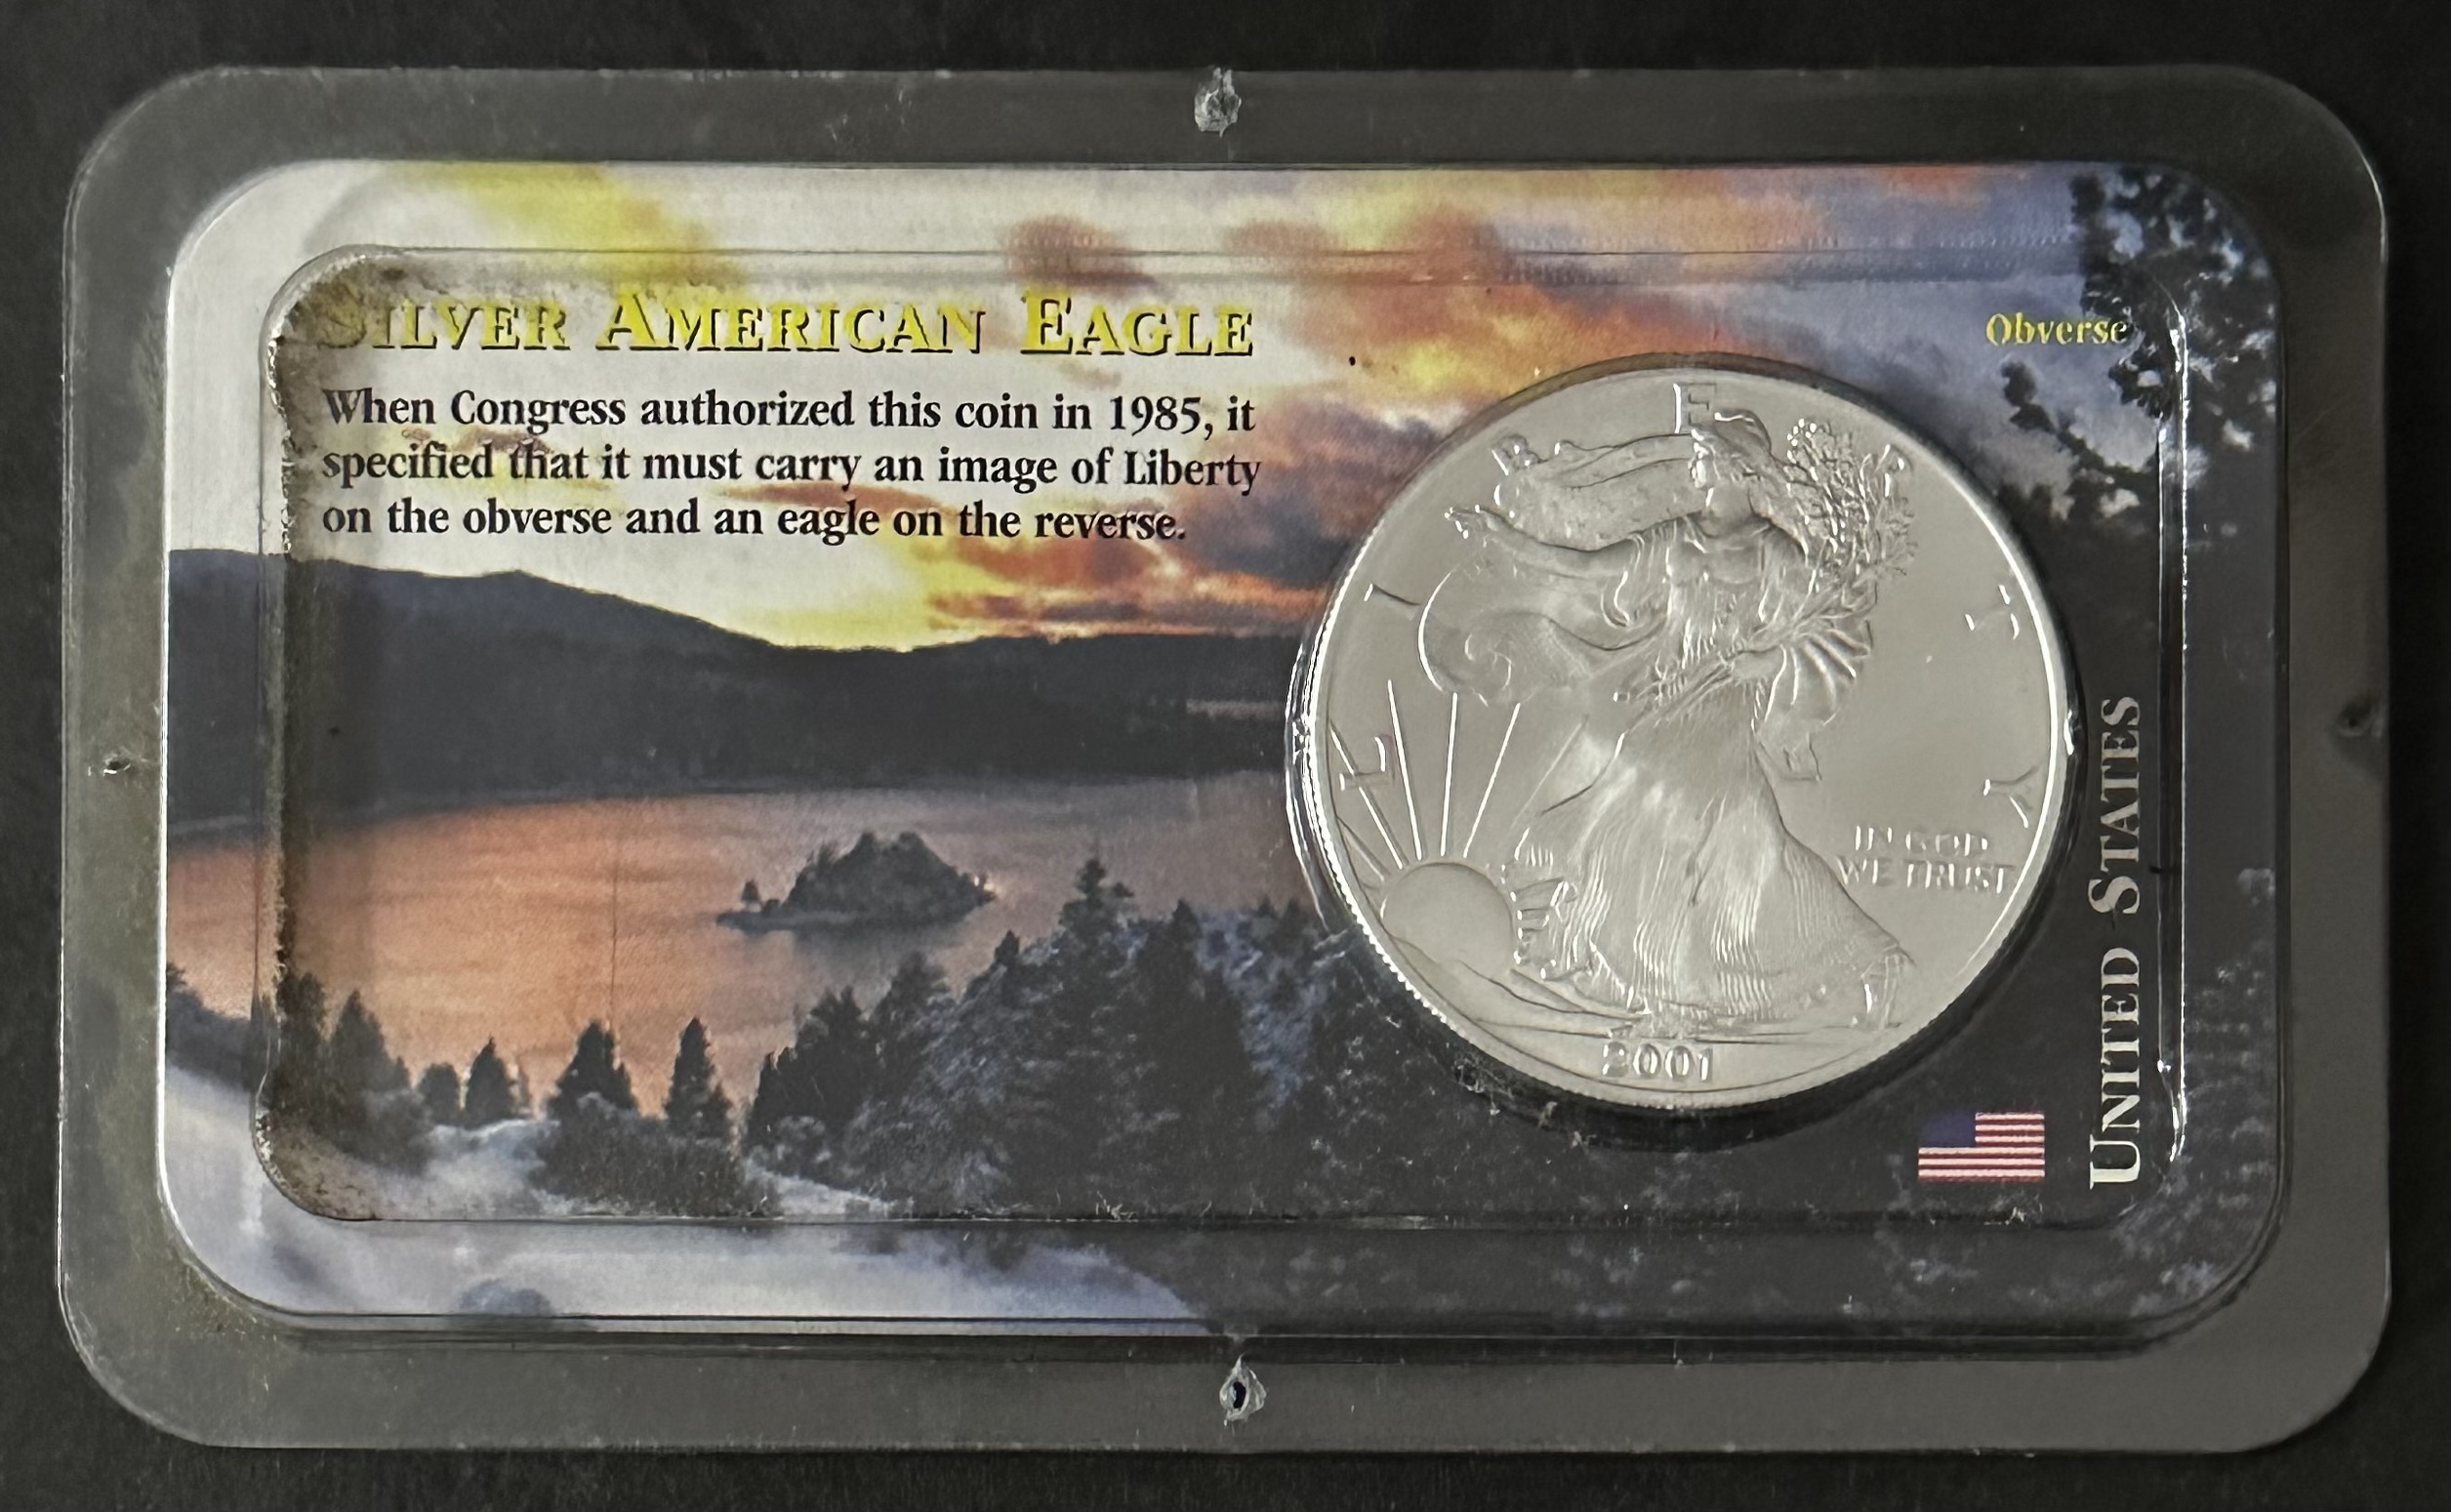 SILVER AMERICAN EAGLE
When Congress authorized this coin in 1985, it
specified that it must carry an image of Liberty
on the obverse and an eagle on the reverse.
Obverse
LIBERTY
IN GOD
WE TRUST
2001
UNITED STATES